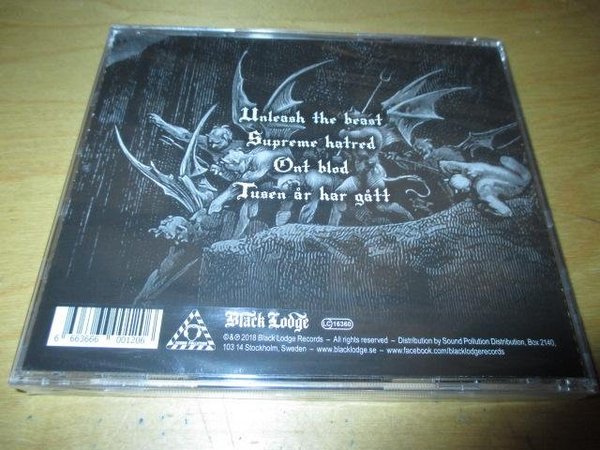 Unleash the beast
Supreme hatred
Ont blod
Tusen år har gått
6 663666 001206
Black Lodge
LC 16360
©&℗ 2018 Black Lodge Records – All rights reserved – Distribution by Sound Pollution Distribution, Box 2140,
103 14 Stockholm, Sweden – www.blacklodge.se – www.facebook.com/blacklodgerecords